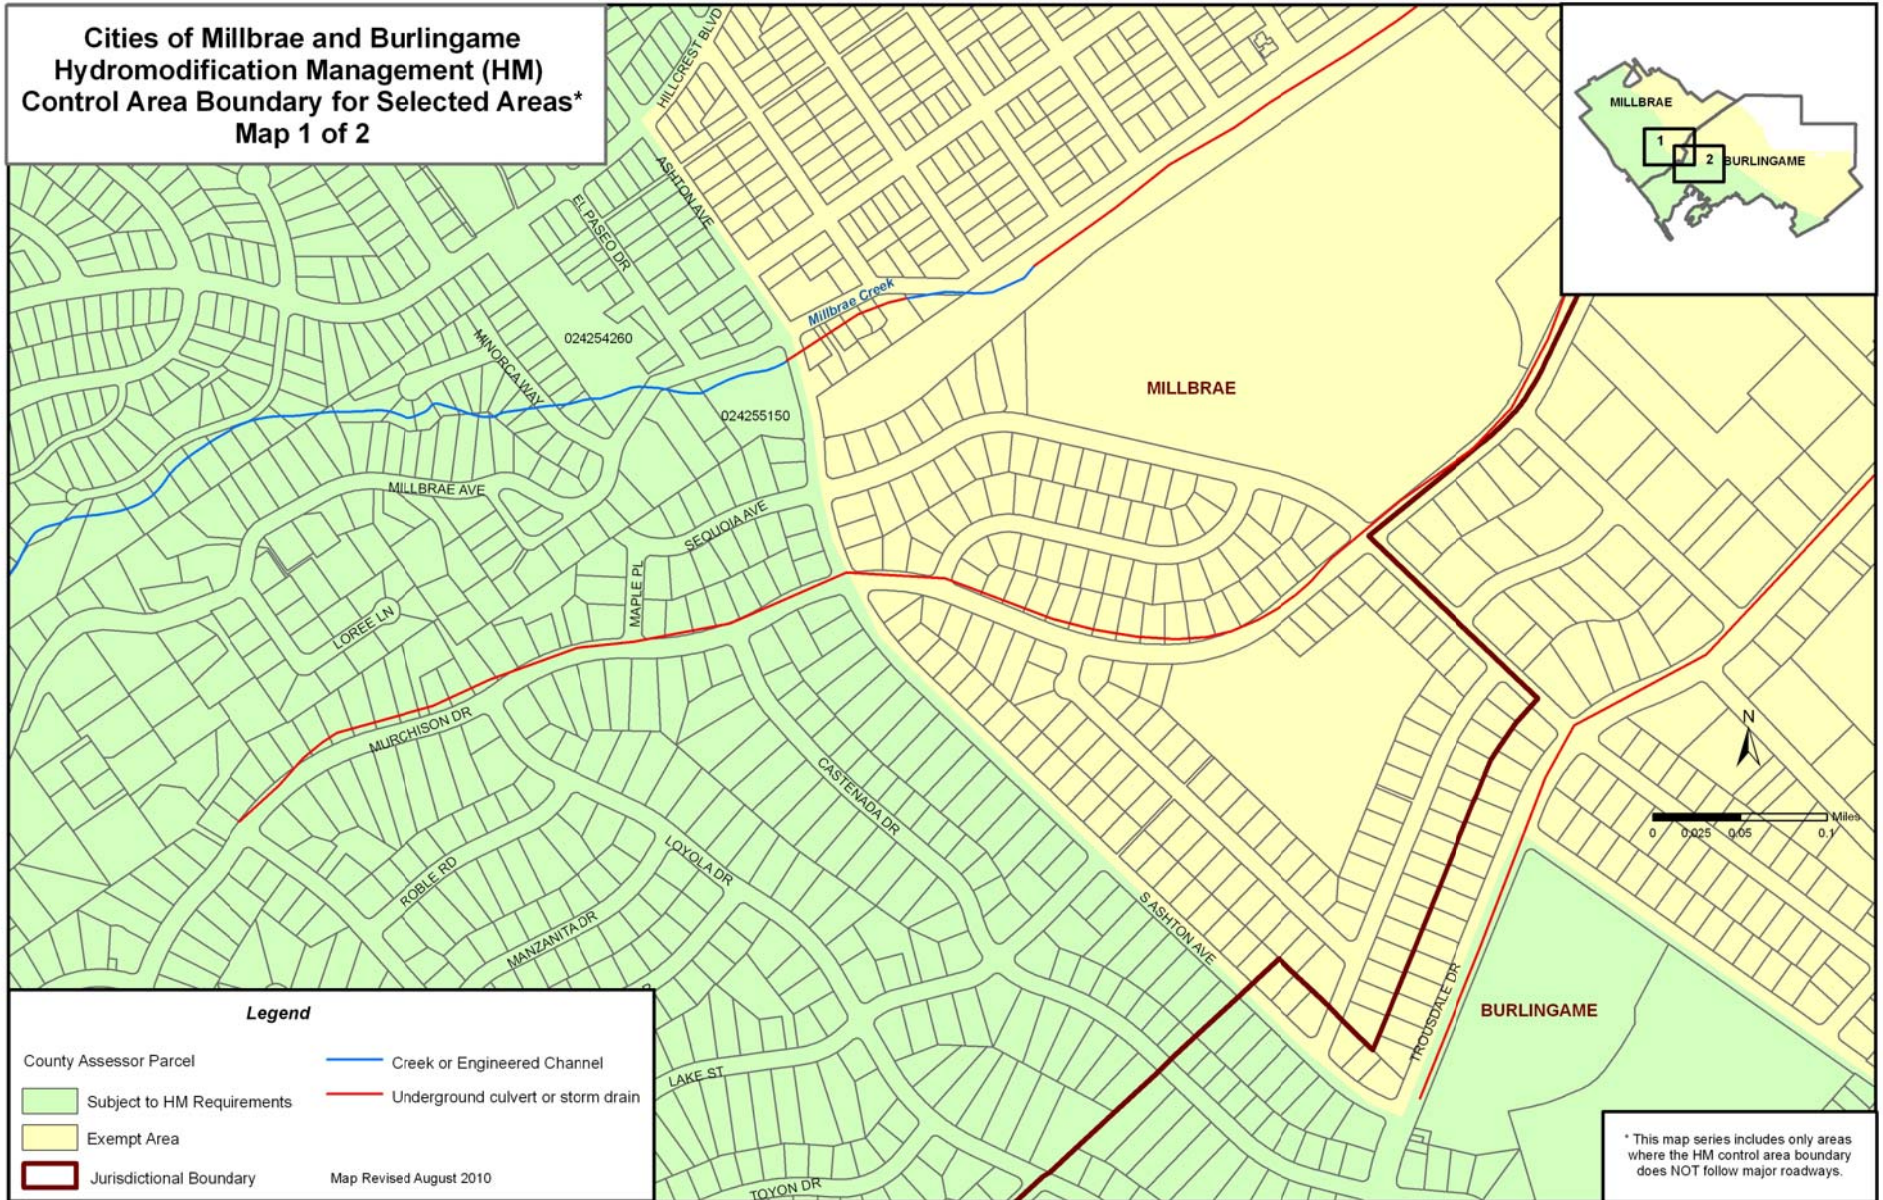 Cities of Millbrae and Burlingame
Hydromodification Management (HM)
Control Area Boundary for Selected Areas*
Map 1 of 2
HILLCREST BLVD
MILLBRAE
1
2
BURLINGAME
ASHTON AVE
EL PASEO DR
Millbrae Creek
MINORCA WAY
024254260
MILLBRAE
024255150
MILLBRAE AVE
SEQUOIA AVE
MAPLE PL
LOREE LN
MURCHISON DR
N
CASTENADA DR
Miles
0 0.025 0.05 0.1
LOYOLA DR
ROBLE RD
MANZANITA DR
S ASHTON AVE
TROUSDALE DR
BURLINGAME
LAKE ST
TOYON DR
Legend
County Assessor Parcel
Subject to HM Requirements
Exempt Area
Jurisdictional Boundary
Creek or Engineered Channel
Underground culvert or storm drain
Map Revised August 2010
* This map series includes only areas
where the HM control area boundary
does NOT follow major roadways.